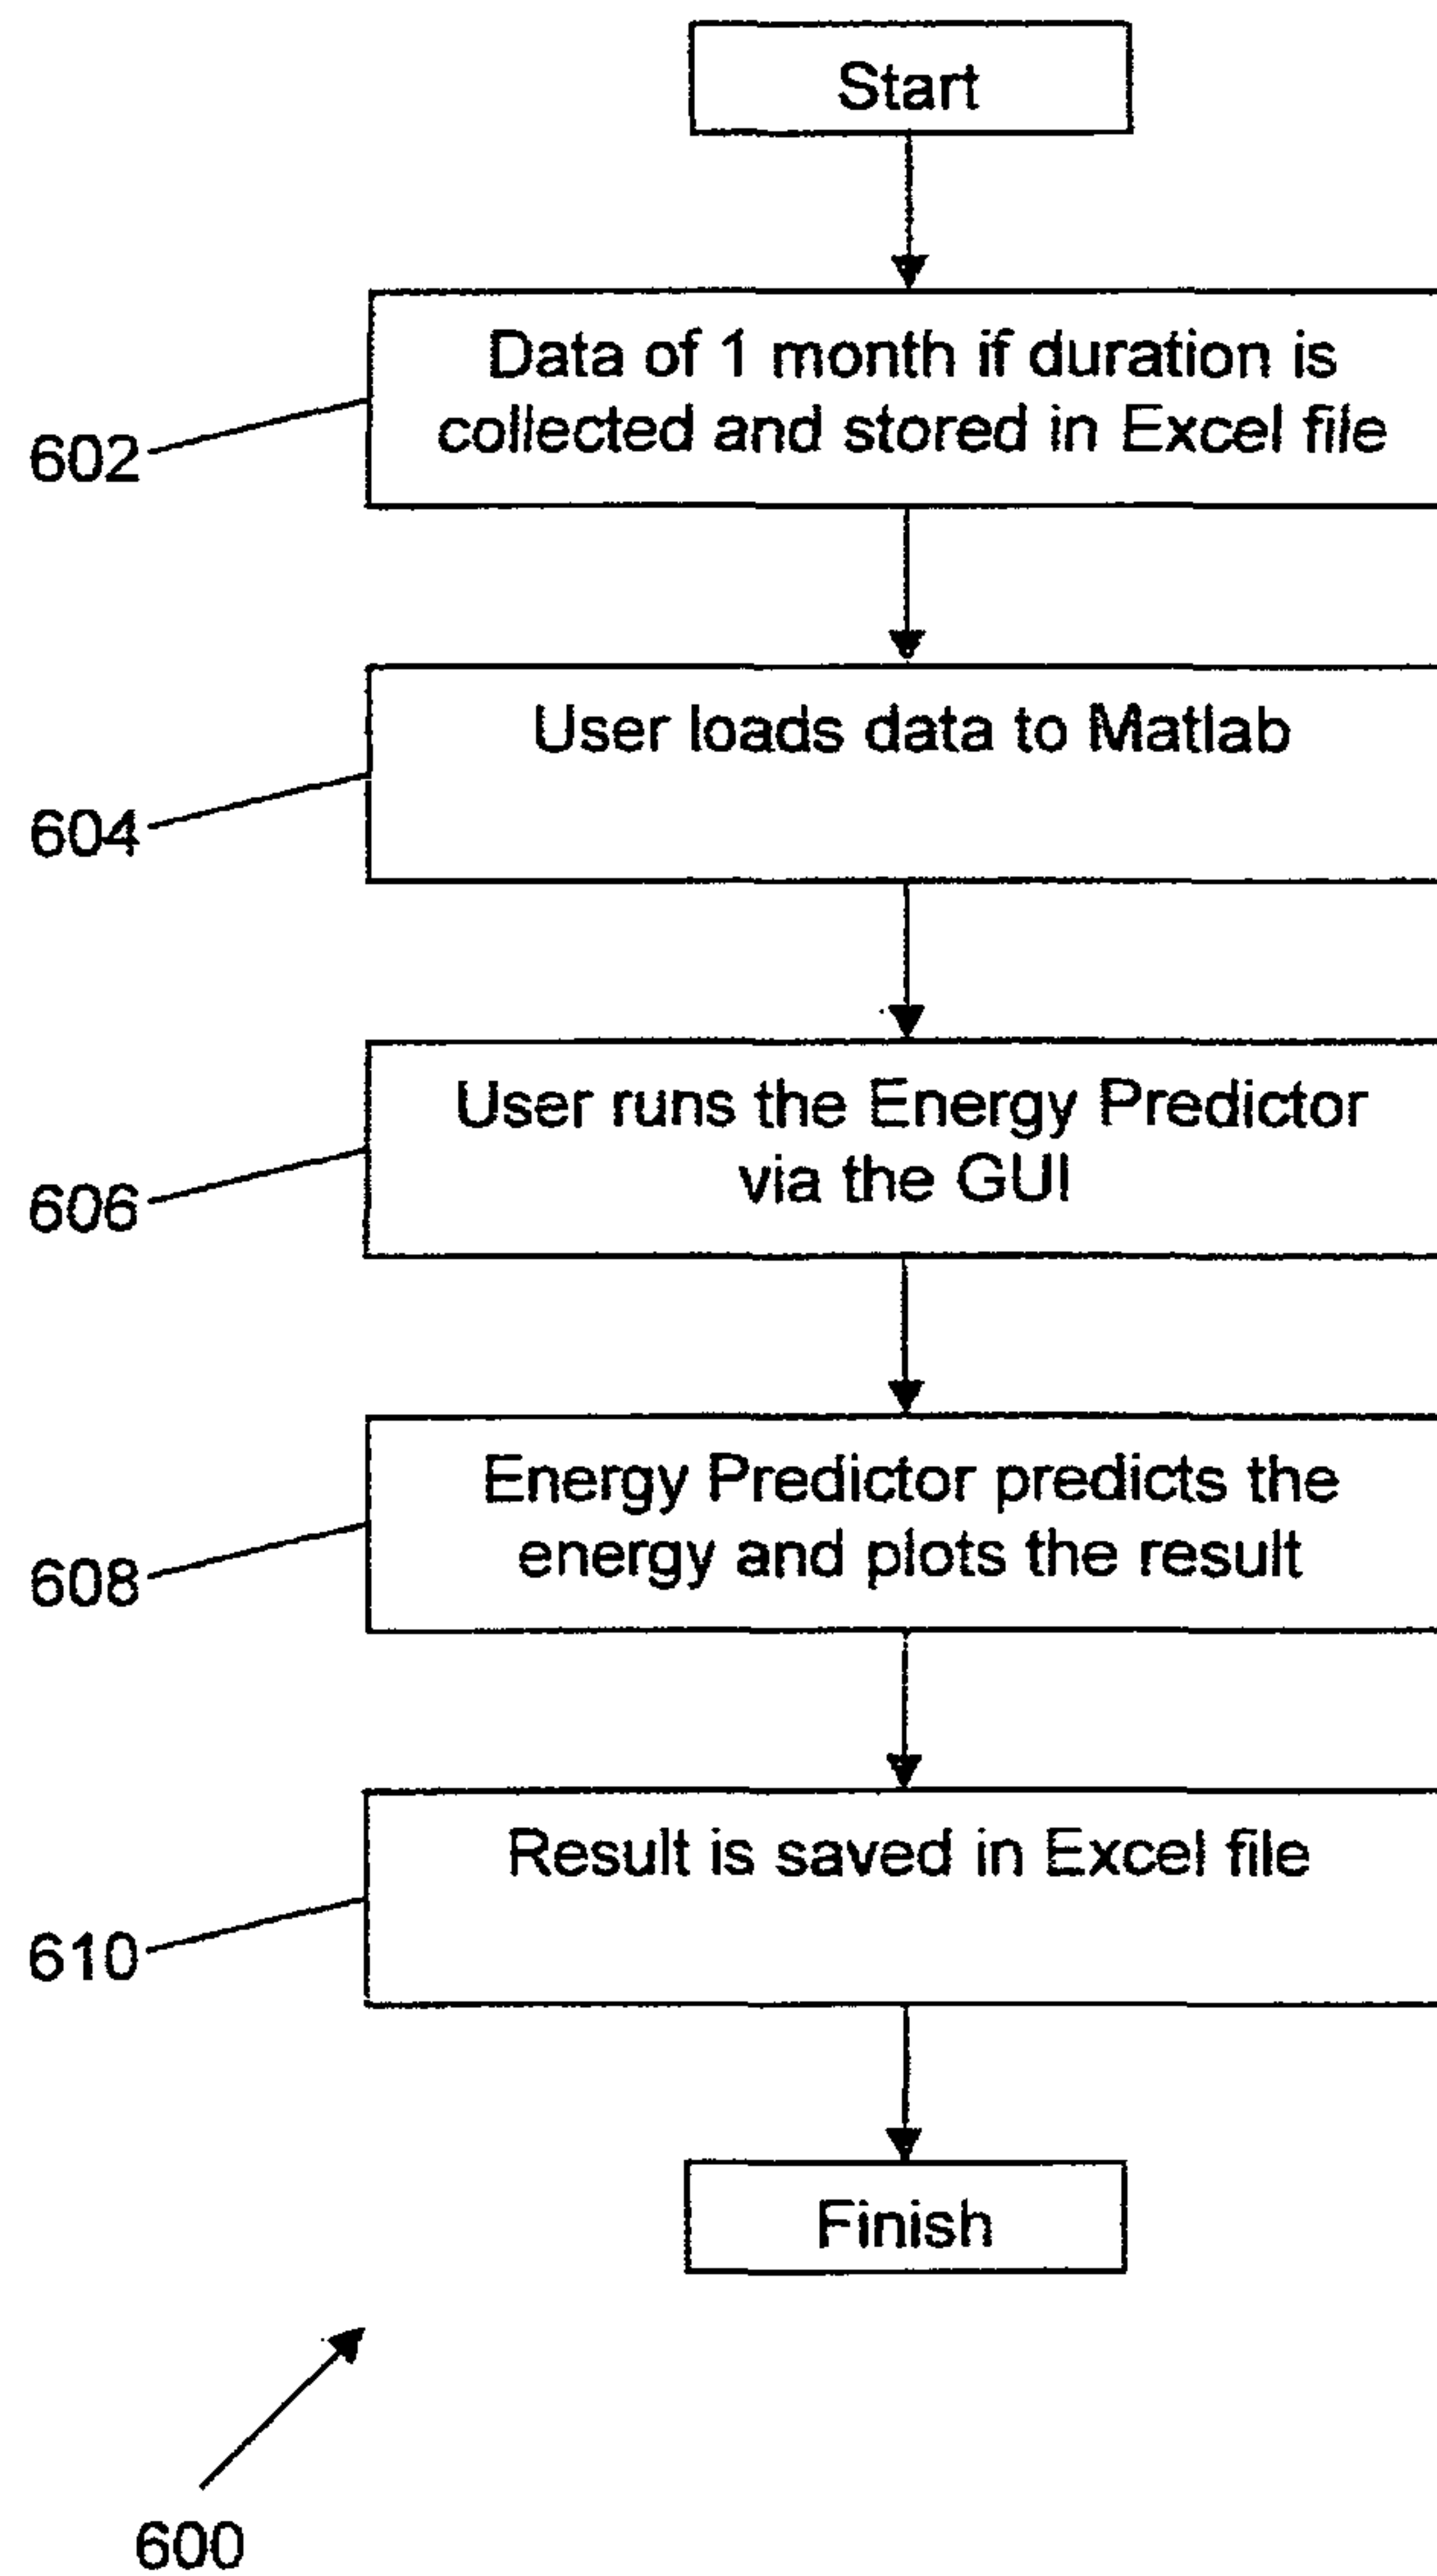 Start
Data of 1 month if duration is
collected and stored in Excel file
602
User loads data to Matlab
604
User runs the Energy Predictor
via the GUI
606
Energy Predictor predicts the
energy and plots the result
608
Result is saved in Excel file
610
Finish
600